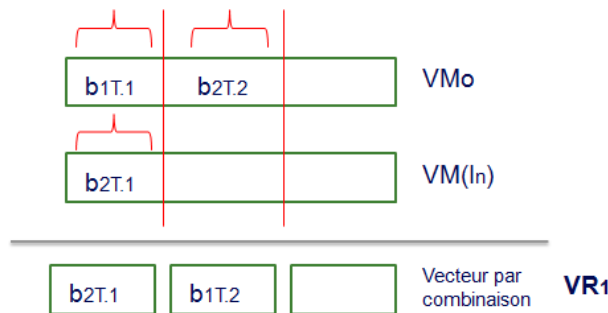 b1T.1 b2T.2 VMo
b2T.1 VM(In)
b2T.1 b1T.2 Vecteur par combinaison VR1